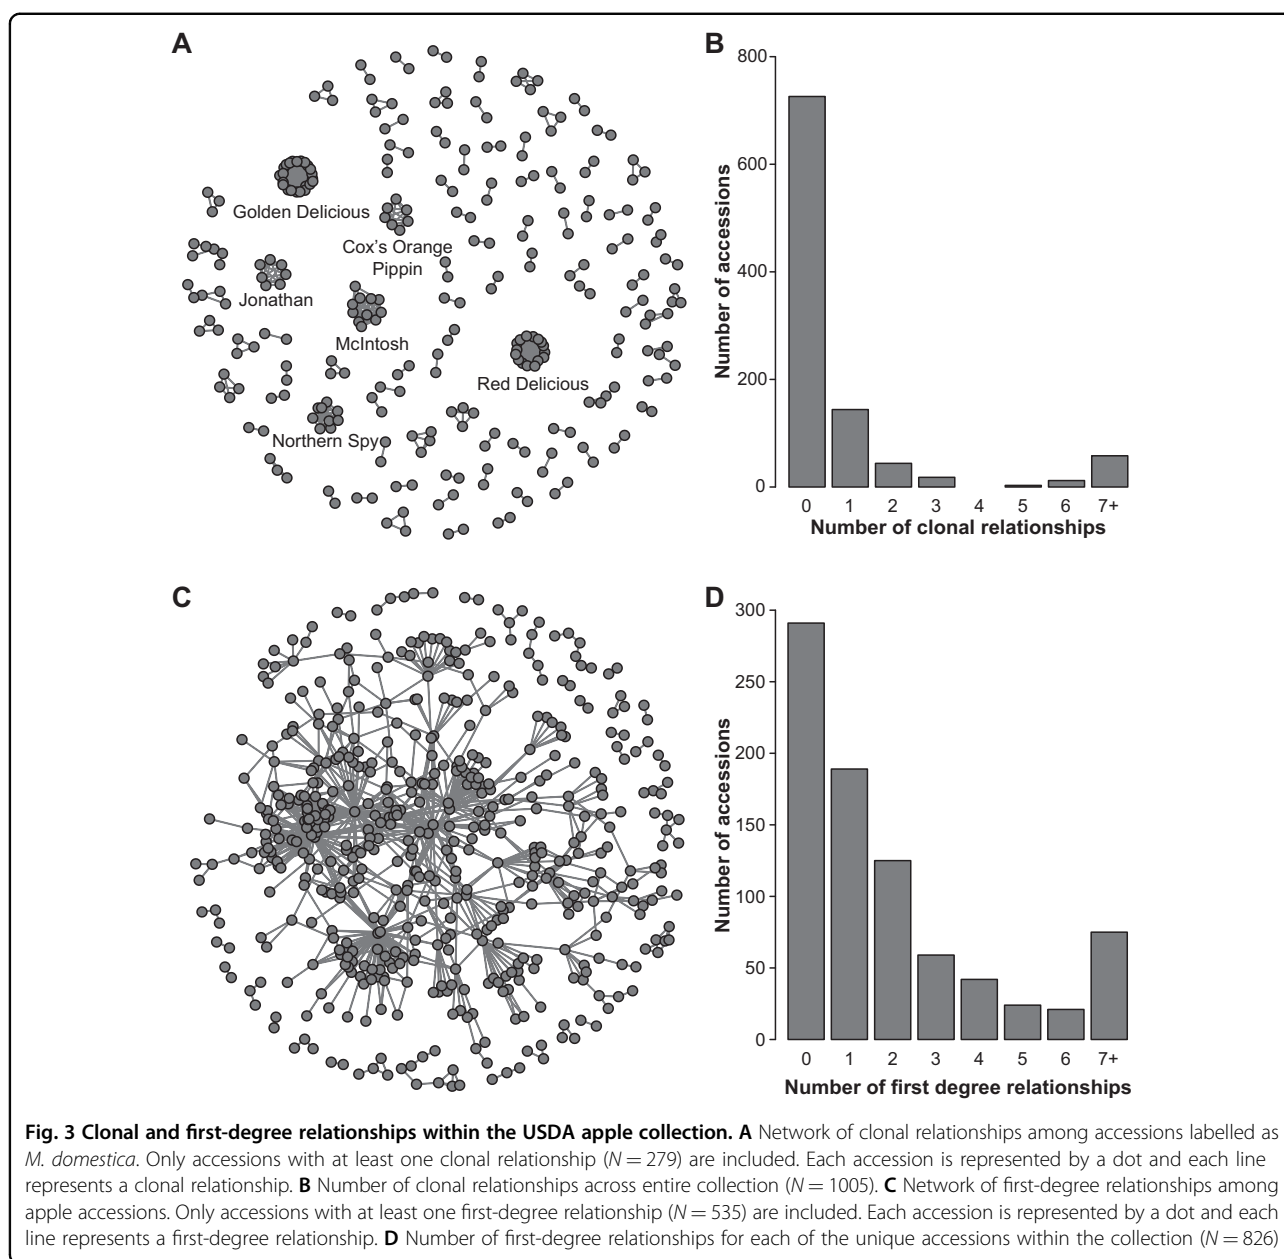 A
Golden Delicious
Cox's Orange
Pippin
Jonathan
McIntosh
Red Delicious
Northern Spy
B
Number of accessions
800
600
400
200
0
0 1 2 3 4 5 6 7+
Number of clonal relationships
C
D
Number of accessions
300
250
200
150
100
50
0
0 1 2 3 4 5 6 7+
Number of first degree relationships
Fig. 3 Clonal and first-degree relationships within the USDA apple collection. A Network of clonal relationships among accessions labelled as
M. domestica. Only accessions with at least one clonal relationship (N = 279) are included. Each accession is represented by a dot and each line
represents a clonal relationship. B Number of clonal relationships across entire collection (N = 1005). C Network of first-degree relationships among
apple accessions. Only accessions with at least one first-degree relationship (N = 535) are included. Each accession is represented by a dot and each
line represents a first-degree relationship. D Number of first-degree relationships for each of the unique accessions within the collection (N = 826)